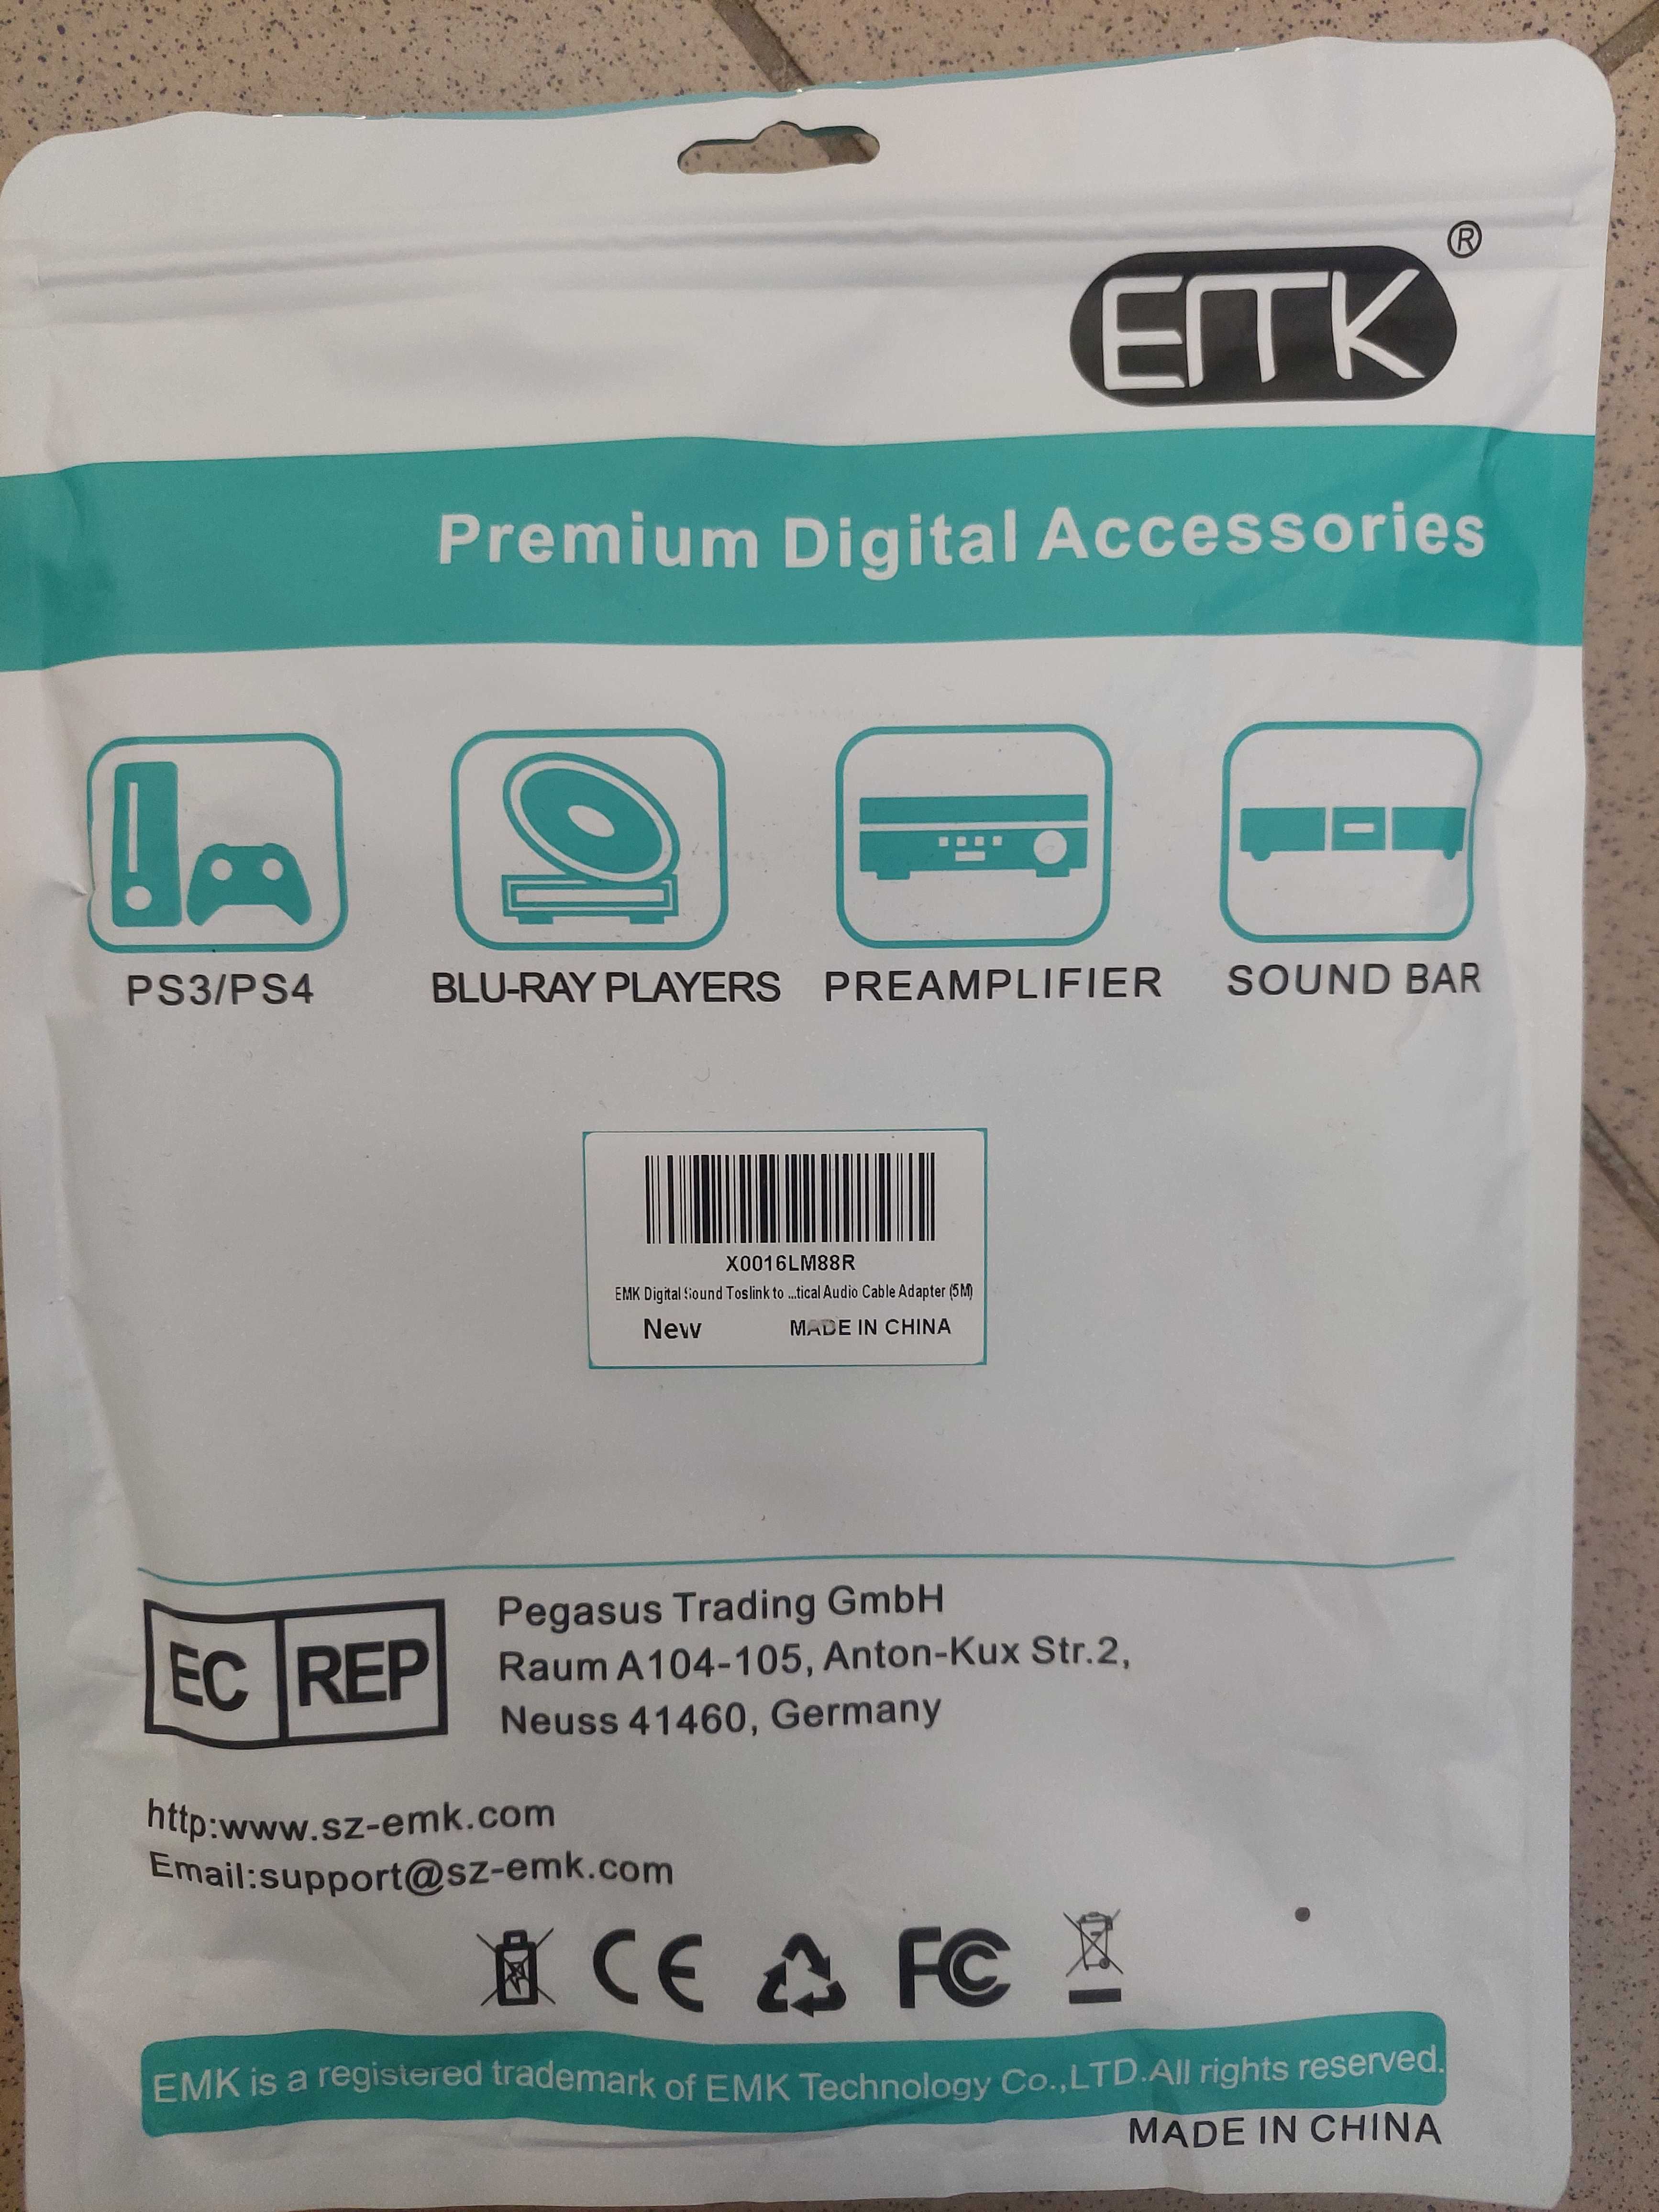 EMK ®
Premium Digital Accessories
PS3/PS4
BLU-RAY PLAYERS
PREAMPLIFIER
SOUND BAR
X0016LM88R
EMK Digital Sound Toslink to ...tical Audio Cable Adapter (5M)
New MADE IN CHINA
EC REP
Pegasus Trading GmbH
Raum A104-105, Anton-Kux Str.2,
Neuss 41460, Germany
http:www.sz-emk.com
Email:support@sz-emk.com
CE FC
EMK is a registered trademark of EMK Technology Co.,LTD.All rights reserved.
MADE IN CHINA